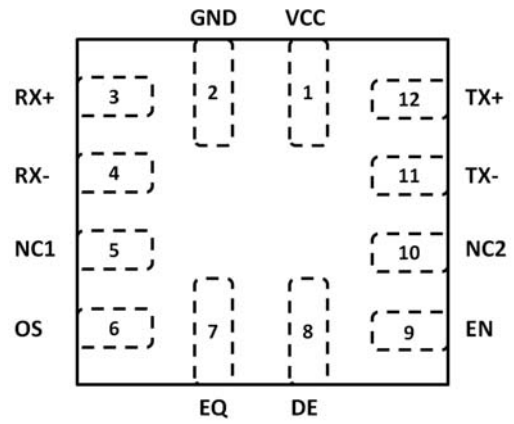 GND VCC
RX+ 3 2 1 12 TX+
RX- 4 11 TX-
NC1 5 10 NC2
OS 6 7 8 9 EN
EQ DE